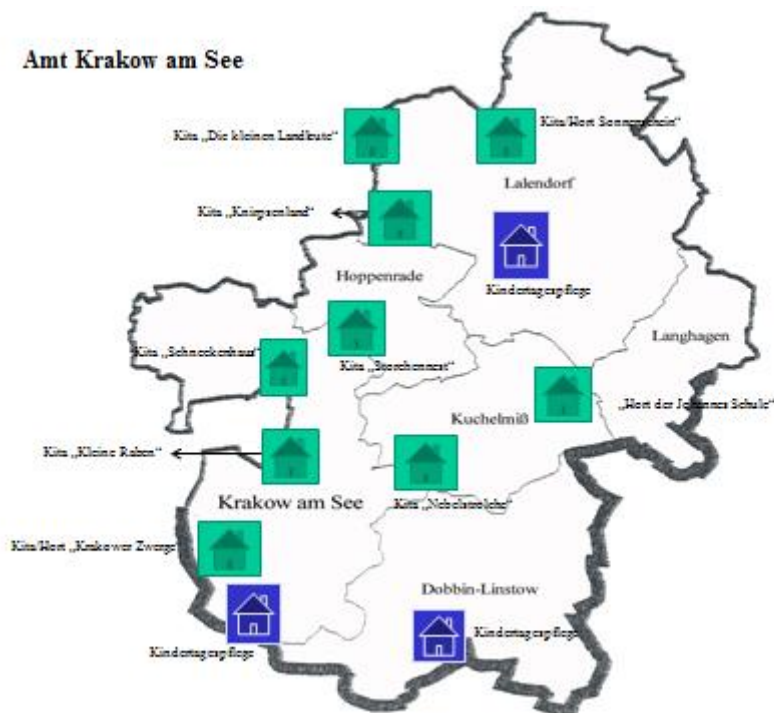 Amt Krakow am See
Kita „Die kleinen Landleute“
Kita/Hort Sonnenschein“
Lalendorf
Kita „Knirpsenland“
Hoppenrade
Kindertagespflege
Langhagen
Kita „Schneckenhaus“
Kita „Storchennest“
„Hort der Johannes Schule“
Kuchelmiß
Kita „Kleine Raben“
Krakow am See
Kita „Nebelstrolche“
Kita/Hort „Krakower Zwerge
Dobbin-Linstow
Kindertagespflege
Kindertagespflege